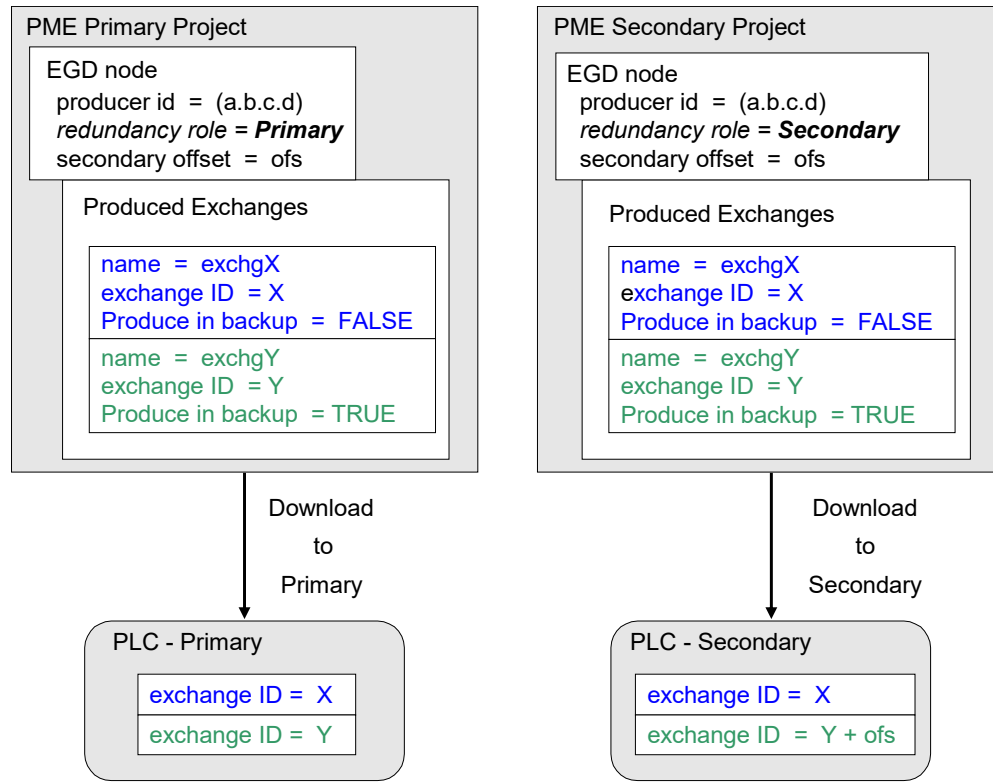 PME Primary Project
EGD node
producer id = (a.b.c.d)
redundancy role = Primary
secondary offset = ofs
Produced Exchanges
name = exchgX
exchange ID = X
Produce in backup = FALSE
name = exchgY
exchange ID = Y
Produce in backup = TRUE
Download
to
Primary
PLC - Primary
exchange ID = X
exchange ID = Y
PME Secondary Project
EGD node
producer id = (a.b.c.d)
redundancy role = Secondary
secondary offset = ofs
Produced Exchanges
name = exchgX
exchange ID = X
Produce in backup = FALSE
name = exchgY
exchange ID = Y
Produce in backup = TRUE
Download
to
Secondary
PLC - Secondary
exchange ID = X
exchange ID = Y + ofs